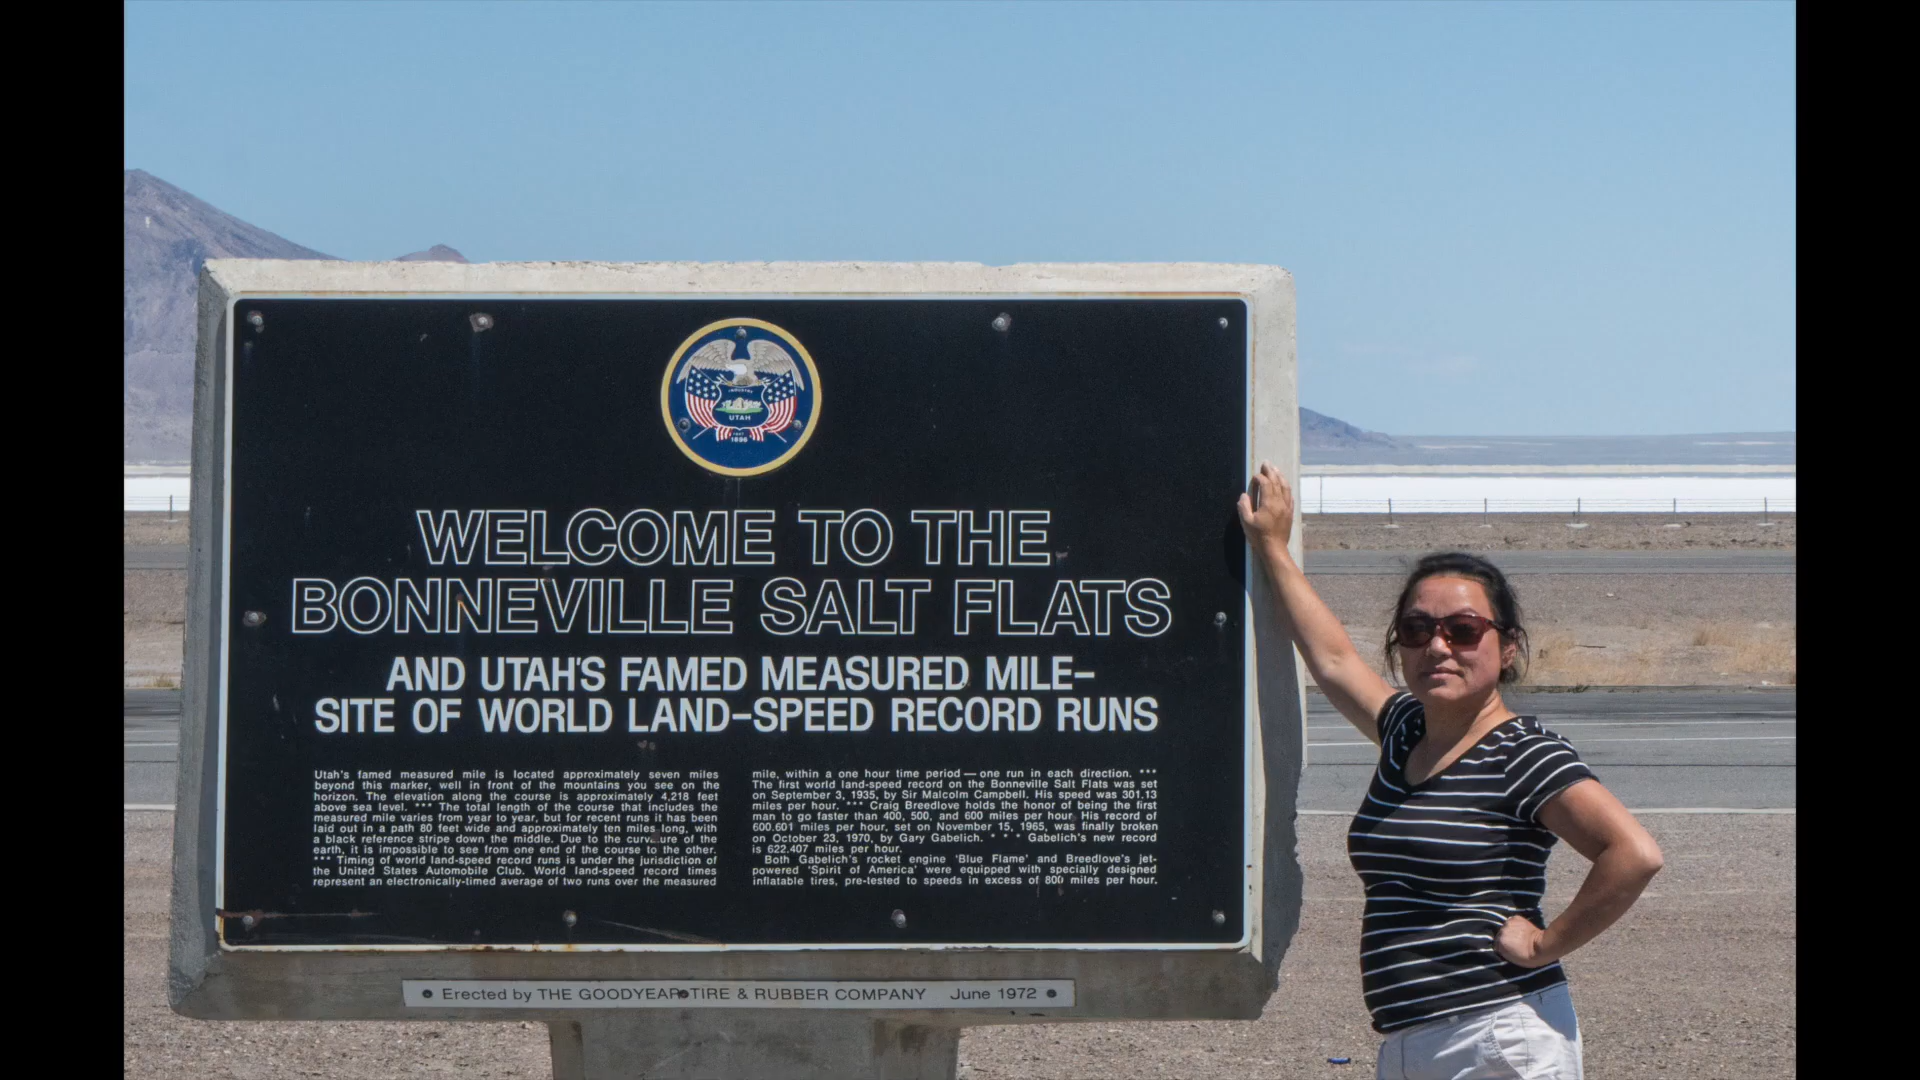 INDUSTRY
UTAH
1896
WELCOME TO THE
BONNEVILLE SALT FLATS
AND UTAH'S FAMED MEASURED MILE–
SITE OF WORLD LAND–SPEED RECORD RUNS
Utah's famed measured mile is located approximately seven miles
beyond this marker, well in front of the mountains you see on the
horizon. The elevation along the course is approximately 4,218 feet
above sea level. *** The total length of the course that includes the
measured mile varies from year to year, but for recent runs it has been
laid out in a path 80 feet wide and approximately ten miles long, with
a black reference stripe down the middle. Due to the curvature of the
earth, it is impossible to see from one end of the course to the other.
*** Timing of world land-speed record runs is under the jurisdiction of
the United States Automobile Club. World land-speed record times
represent an electronically-timed average of two runs over the measured
mile, within a one hour time period — one run in each direction. ***
The first world land-speed record on the Bonneville Salt Flats was set
on September 3, 1935, by Sir Malcolm Campbell. His speed was 301.13
miles per hour. *** Craig Breedlove holds the honor of being the first
man to go faster than 400, 500, and 600 miles per hour. His record of
600.601 miles per hour, set on November 15, 1965, was finally broken
on October 23, 1970, by Gary Gabelich. * * * Gabelich's new record
is 622.407 miles per hour.
Both Gabelich's rocket engine 'Blue Flame' and Breedlove's jet-
powered 'Spirit of America' were equipped with specially designed
inflatable tires, pre-tested to speeds in excess of 800 miles per hour.
Erected by THE GOODYEAR TIRE & RUBBER COMPANY June 1972